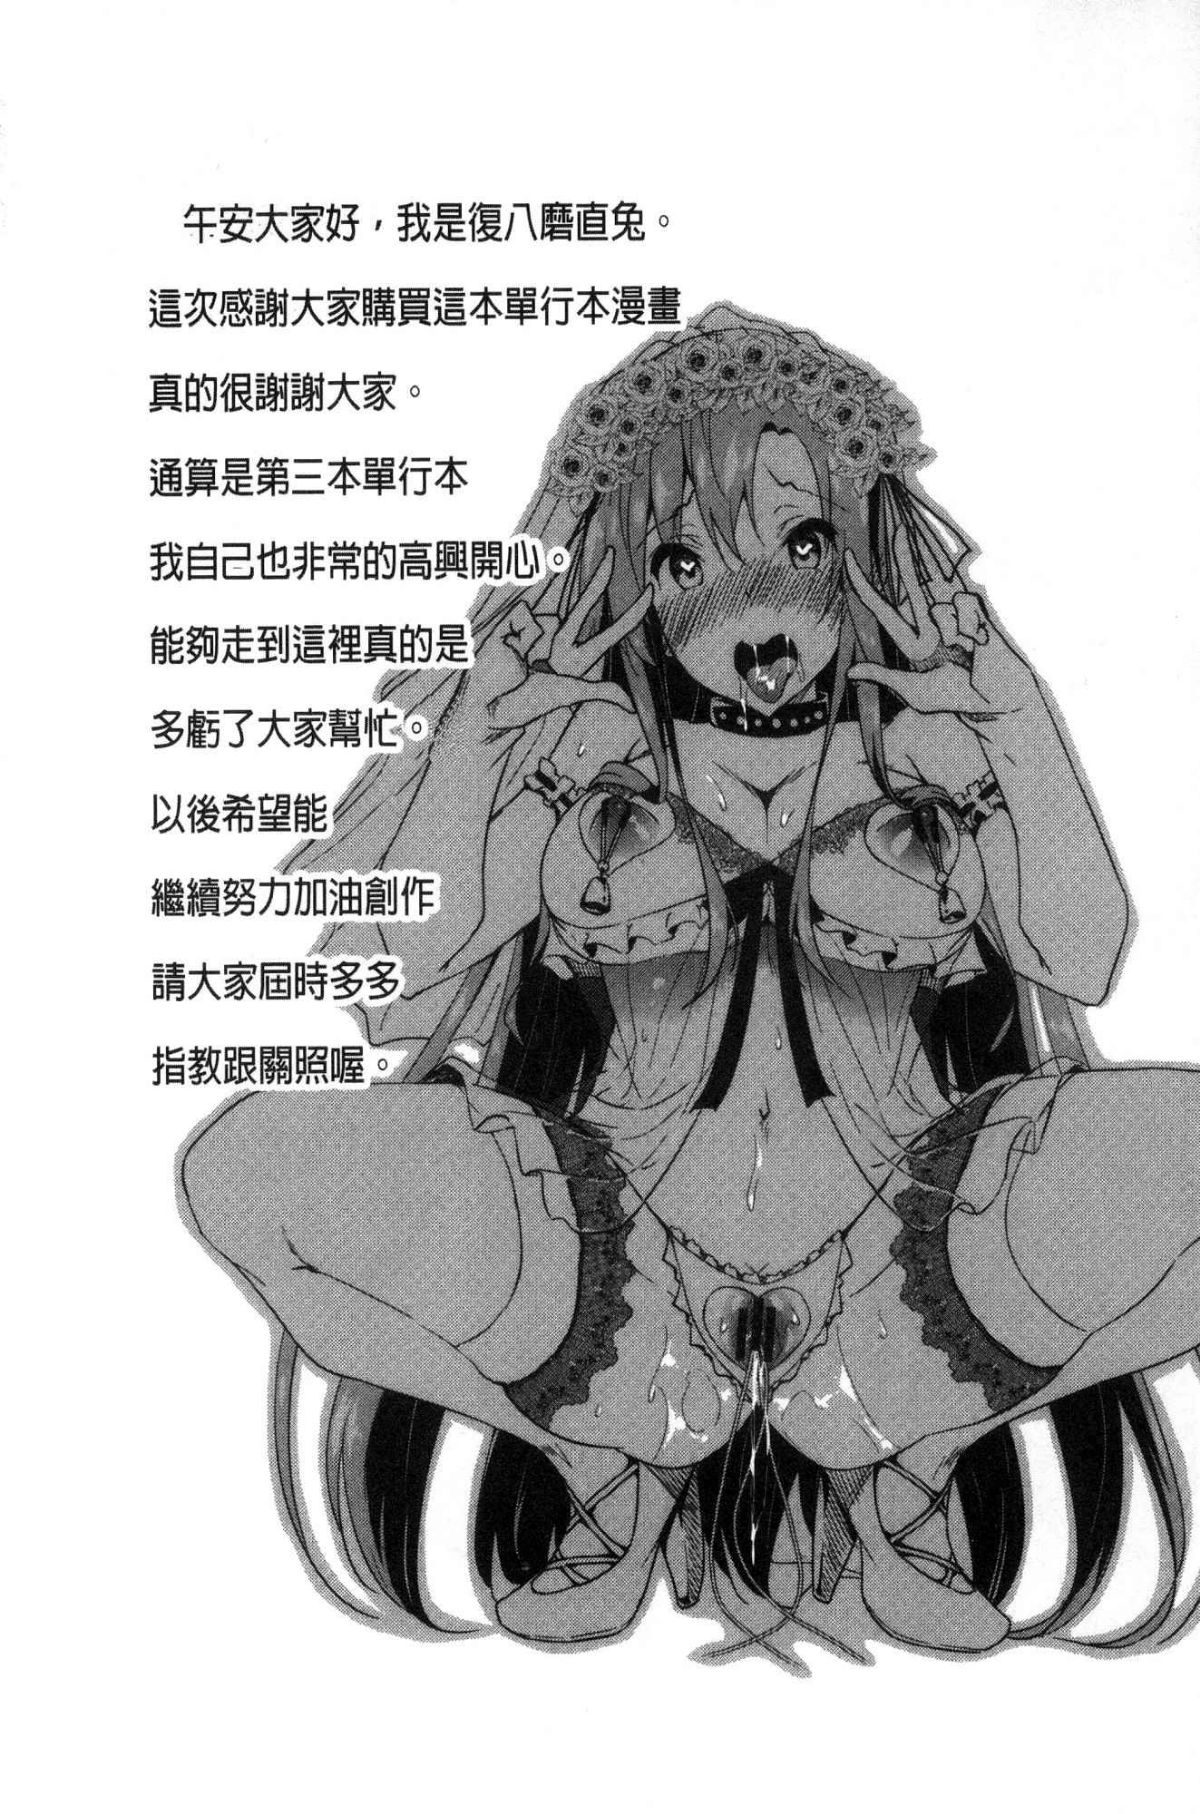 午安大家好，我是復八磨直兔。
這次感謝大家購買這本單行本漫畫
真的很謝謝大家。
通算是第三本單行本
我自己也非常的高興開心。
能夠走到這裡真的是
多虧了大家幫忙。
以後希望能
繼續努力加油創作
請大家屆時多多
指教跟關照喔。